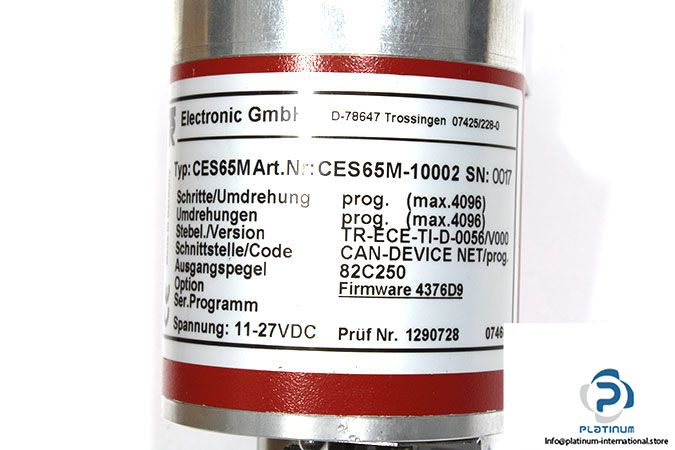 Electronic GmbH D-78647 Trossingen 07425/228-0
Typ: CES65M Art.Nr: CES65M-10002 SN: 0017
Schritte/Umdrehung prog. (max.4096)
Umdrehungen prog. (max.4096)
Stebel./Version TR-ECE-TI-D-0056/V000
Schnittstelle/Code CAN-DEVICE NET/prog.
Ausgangspegel 82C250
Option Firmware 4376D9
Ser.Programm
Spannung: 11-27VDC Prüf Nr. 1290728 0746
PLATINUM
Info@platinum-international.store